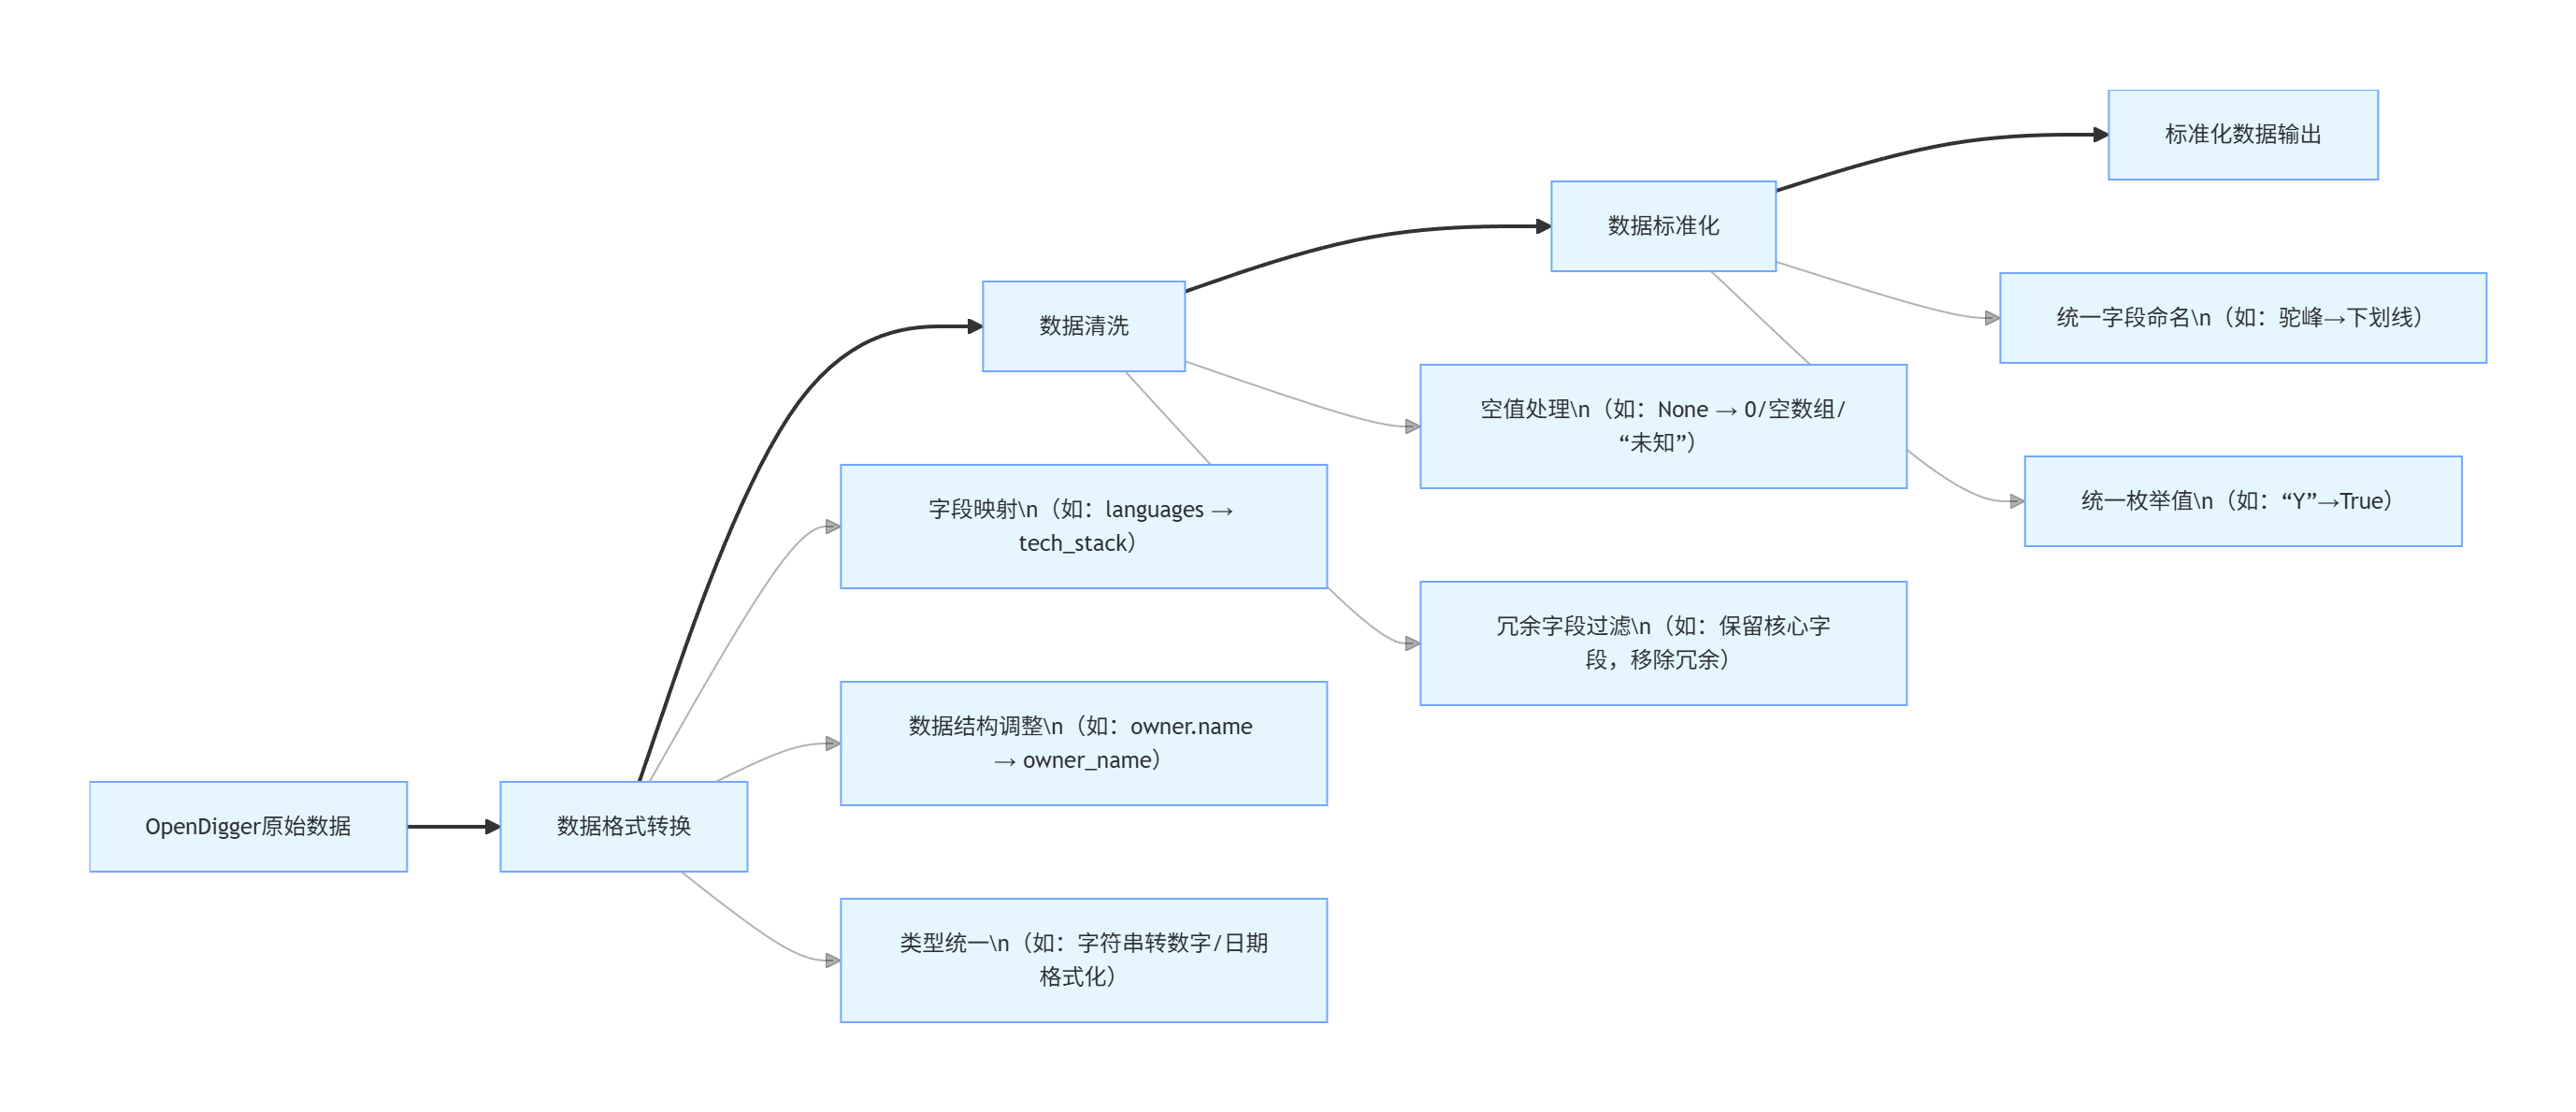 标准化数据输出
数据标准化
统一字段命名\n（如：驼峰→下划线）
数据清洗
空值处理\n（如：None → 0/空数组/
“未知”）
统一枚举值\n（如：“Y”→True）
字段映射\n（如：languages →
tech_stack）
冗余字段过滤\n（如：保留核心字
段，移除冗余）
数据结构调整\n（如：owner.name
→ owner_name）
OpenDigger原始数据
数据格式转换
类型统一\n（如：字符串转数字/日期
格式化）